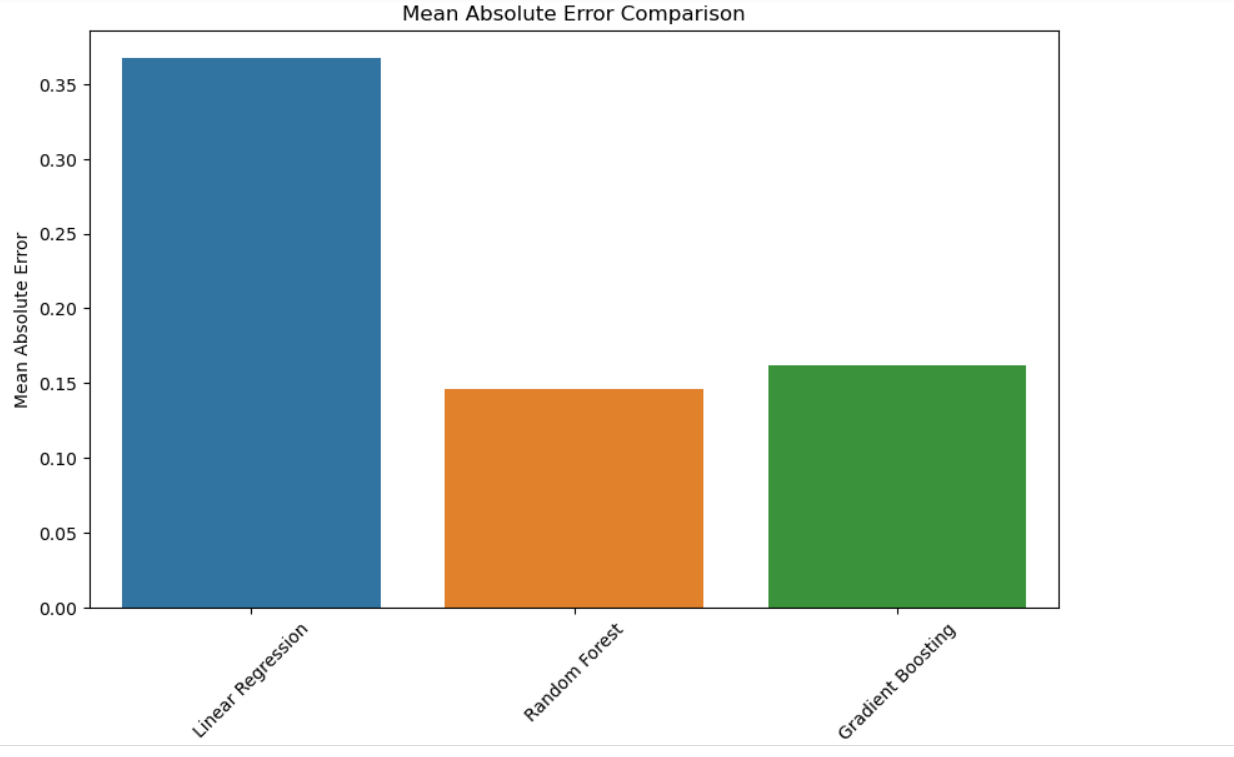 Mean Absolute Error Comparison
Mean Absolute Error
0.35
0.30
0.25
0.20
0.15
0.10
0.05
0.00
Linear Regression
Random Forest
Gradient Boosting